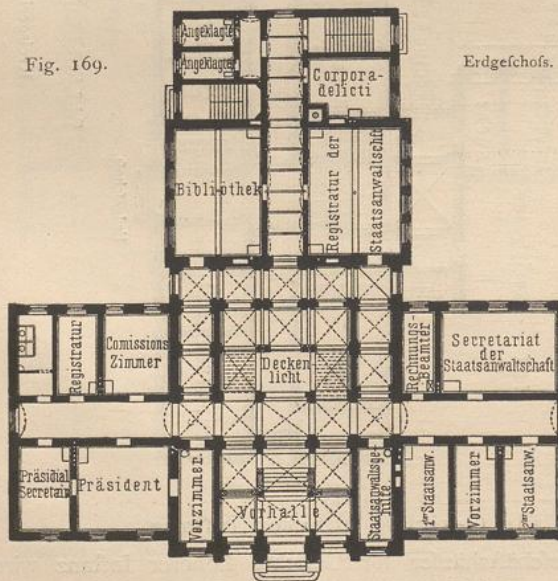 Fig. 169.
Erdgeſchoſs.
Angeklagte
Angeklagte
Corpora-
delicti
Bibliothek
Registratur der
Staatsanwaltschft
Registratur
Comissions
Zimmer
Decken-
licht.
Rechnungs-
Beamter
Secretariat
der
Staatsanwaltschaft
Präsidial
Secretair
Präsident
Vorzimmer.
Vorhalle
Staatsanwaltsge-
hilfe.
Staatsanw.
Vorzimmer
Staatsanw.